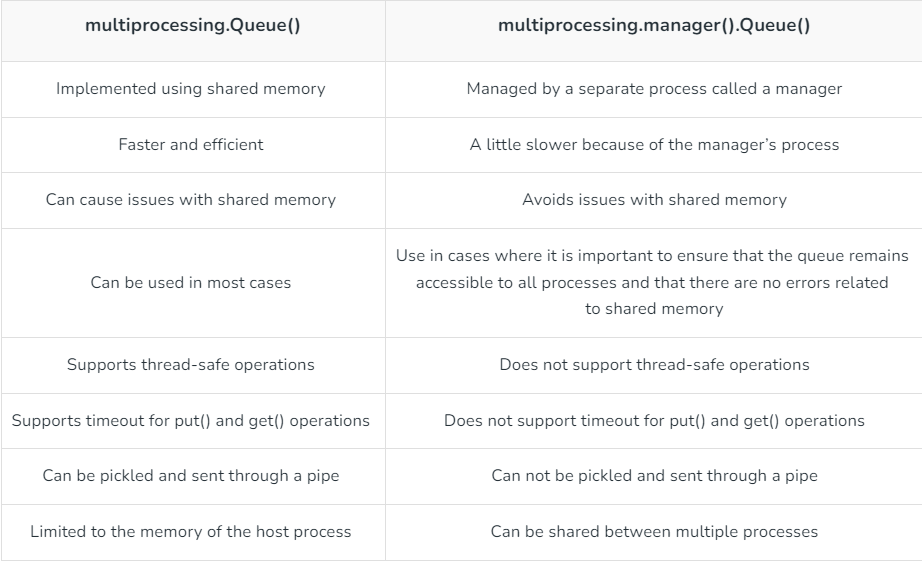 multiprocessing.Queue()
multiprocessing.manager().Queue()
Implemented using shared memory
Managed by a separate process called a manager
Faster and efficient
A little slower because of the manager’s process
Can cause issues with shared memory
Avoids issues with shared memory
Can be used in most cases
Use in cases where it is important to ensure that the queue remains
accessible to all processes and that there are no errors related
to shared memory
Supports thread-safe operations
Does not support thread-safe operations
Supports timeout for put() and get() operations
Does not support timeout for put() and get() operations
Can be pickled and sent through a pipe
Can not be pickled and sent through a pipe
Limited to the memory of the host process
Can be shared between multiple processes